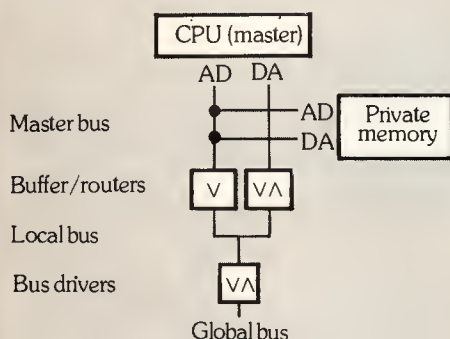 CPU (master)
AD DA
AD
Private
memory
Master bus
DA
Buffer/routers
V
VΛ
Local bus
Bus drivers
VΛ
Global bus